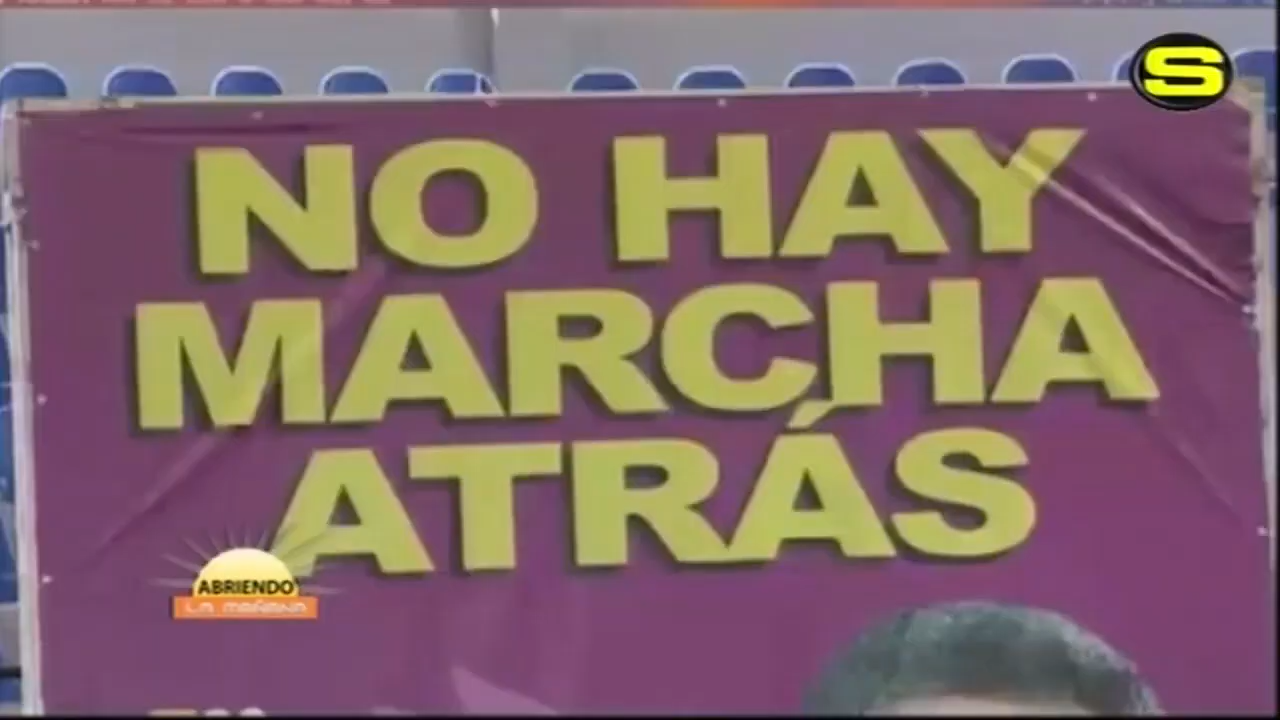 S
NO HAY
MARCHA
ATRÁS
ABRIENDO
LA MAÑANA